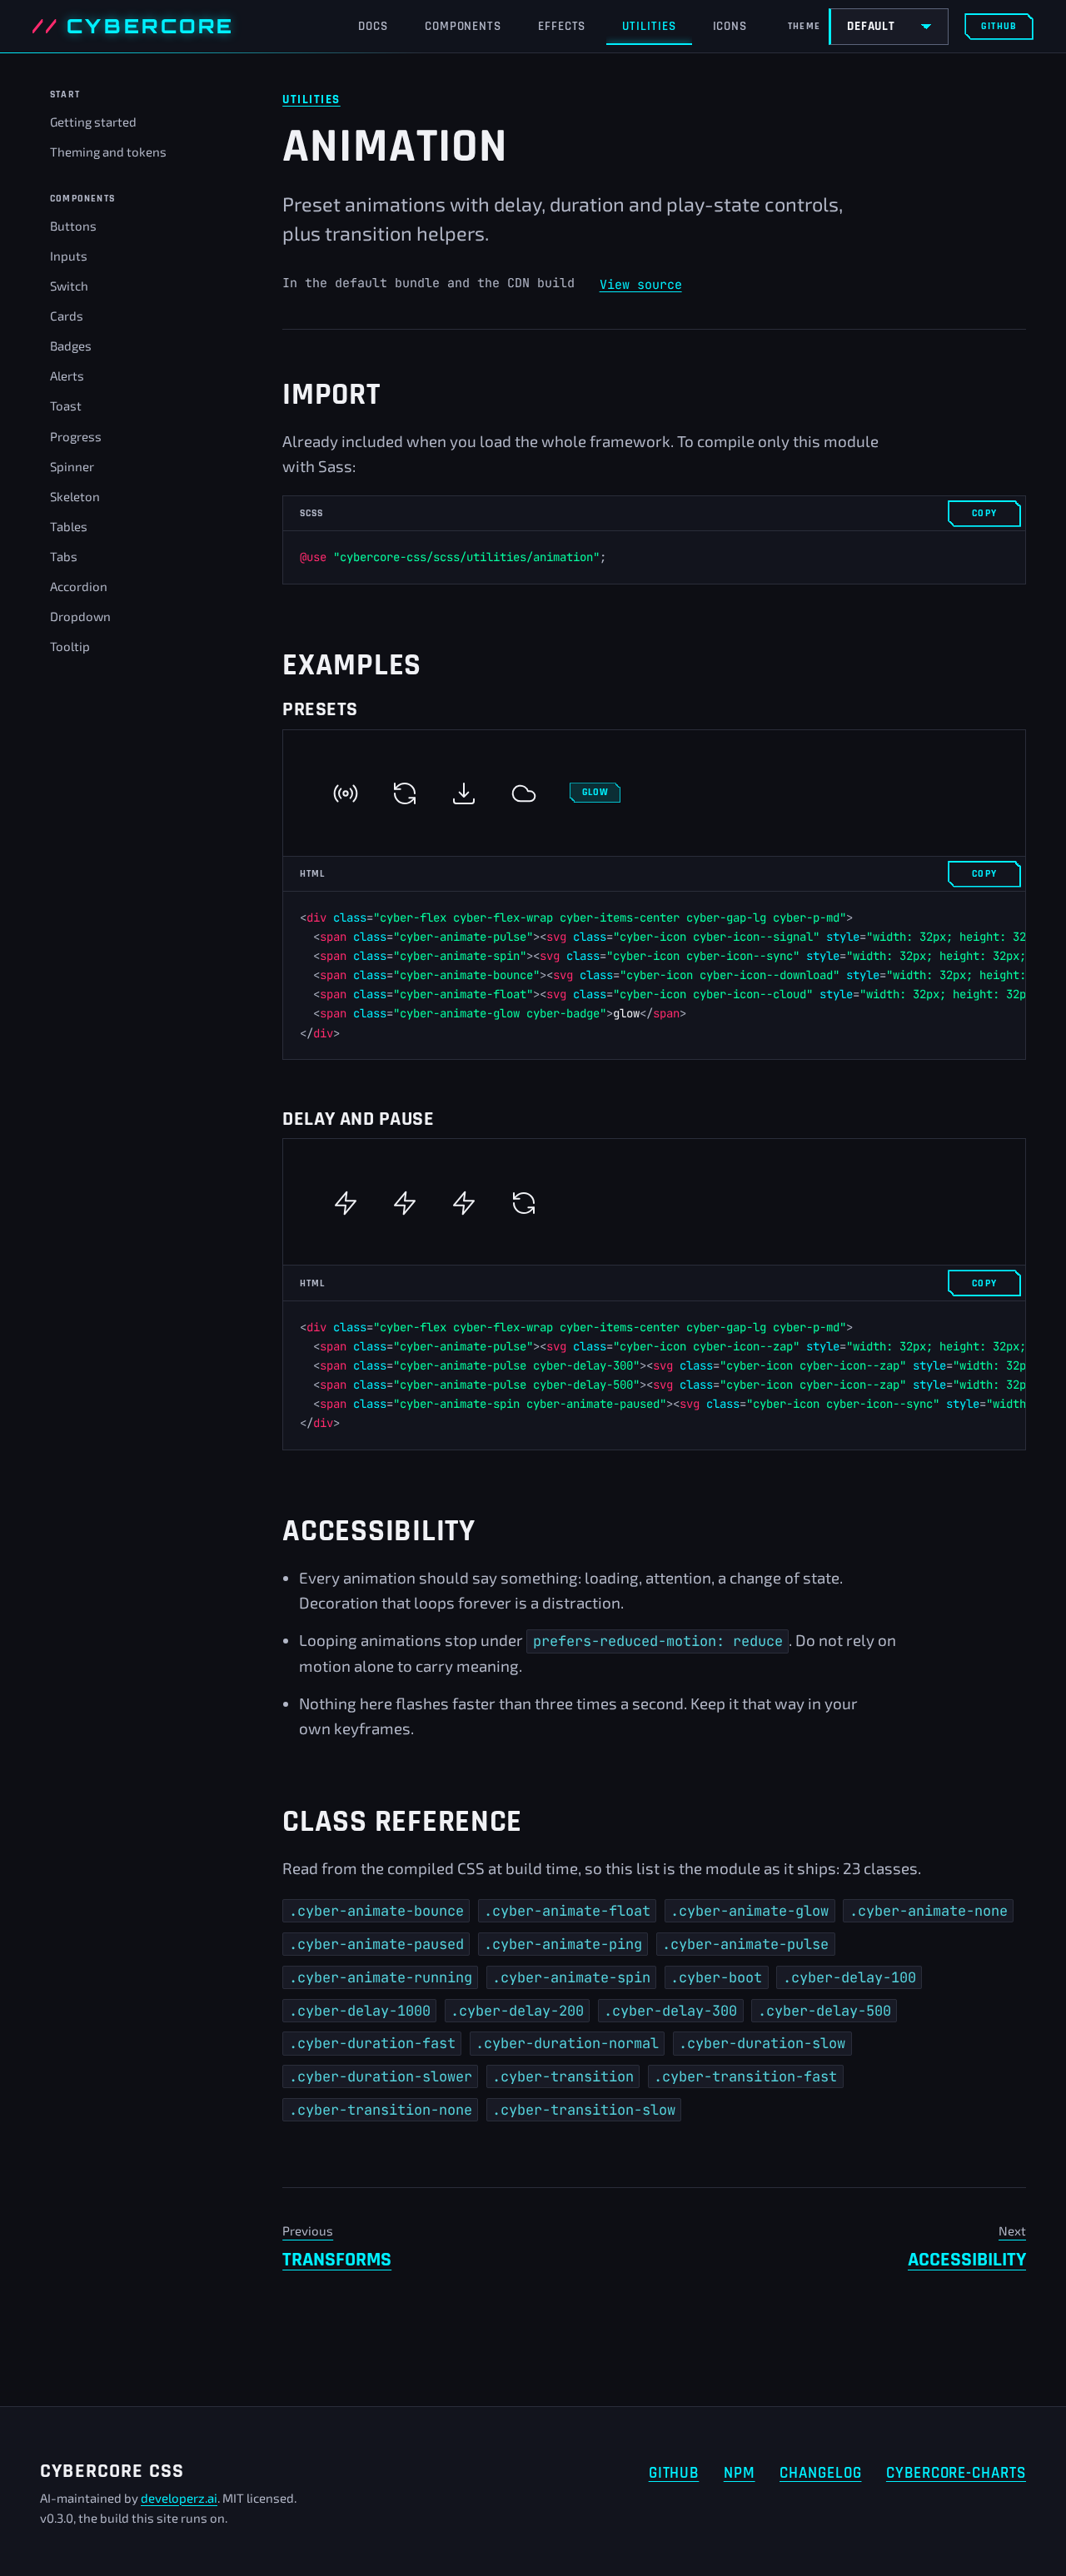 // CYBERCORE
DOCS
COMPONENTS
EFFECTS
UTILITIES
ICONS
THEME
DEFAULT
GITHUB
START
Getting started
Theming and tokens
COMPONENTS
Buttons
Inputs
Switch
Cards
Badges
Alerts
Toast
Progress
Spinner
Skeleton
Tables
Tabs
Accordion
Dropdown
Tooltip
UTILITIES
ANIMATION
Preset animations with delay, duration and play-state controls,
plus transition helpers.
In the default bundle and the CDN build View source
IMPORT
Already included when you load the whole framework. To compile only this module
with Sass:
SCSS
COPY
@use "cybercore-css/scss/utilities/animation";
EXAMPLES
PRESETS
GLOW
HTML
COPY
<div class="cyber-flex cyber-flex-wrap cyber-items-center cyber-gap-lg cyber-p-md">
<span class="cyber-animate-pulse"><svg class="cyber-icon cyber-icon--signal" style="width: 32px; height: 32
<span class="cyber-animate-spin"><svg class="cyber-icon cyber-icon--sync" style="width: 32px; height: 32px;
<span class="cyber-animate-bounce"><svg class="cyber-icon cyber-icon--download" style="width: 32px; height:
<span class="cyber-animate-float"><svg class="cyber-icon cyber-icon--cloud" style="width: 32px; height: 32p
<span class="cyber-animate-glow cyber-badge">glow</span>
</div>
DELAY AND PAUSE
HTML
COPY
<div class="cyber-flex cyber-flex-wrap cyber-items-center cyber-gap-lg cyber-p-md">
<span class="cyber-animate-pulse"><svg class="cyber-icon cyber-icon--zap" style="width: 32px; height: 32px;
<span class="cyber-animate-pulse cyber-delay-300"><svg class="cyber-icon cyber-icon--zap" style="width: 32p
<span class="cyber-animate-pulse cyber-delay-500"><svg class="cyber-icon cyber-icon--zap" style="width: 32p
<span class="cyber-animate-spin cyber-animate-paused"><svg class="cyber-icon cyber-icon--sync" style="width
</div>
ACCESSIBILITY
• Every animation should say something: loading, attention, a change of state.
Decoration that loops forever is a distraction.
• Looping animations stop under prefers-reduced-motion: reduce. Do not rely on
motion alone to carry meaning.
• Nothing here flashes faster than three times a second. Keep it that way in your
own keyframes.
CLASS REFERENCE
Read from the compiled CSS at build time, so this list is the module as it ships: 23 classes.
.cyber-animate-bounce .cyber-animate-float .cyber-animate-glow .cyber-animate-none
.cyber-animate-paused .cyber-animate-ping .cyber-animate-pulse
.cyber-animate-running .cyber-animate-spin .cyber-boot .cyber-delay-100
.cyber-delay-1000 .cyber-delay-200 .cyber-delay-300 .cyber-delay-500
.cyber-duration-fast .cyber-duration-normal .cyber-duration-slow
.cyber-duration-slower .cyber-transition .cyber-transition-fast
.cyber-transition-none .cyber-transition-slow
Previous
TRANSFORMS
Next
ACCESSIBILITY
CYBERCORE CSS
AI-maintained by developerz.ai. MIT licensed.
v0.3.0, the build this site runs on.
GITHUB
NPM
CHANGELOG
CYBERCORE-CHARTS